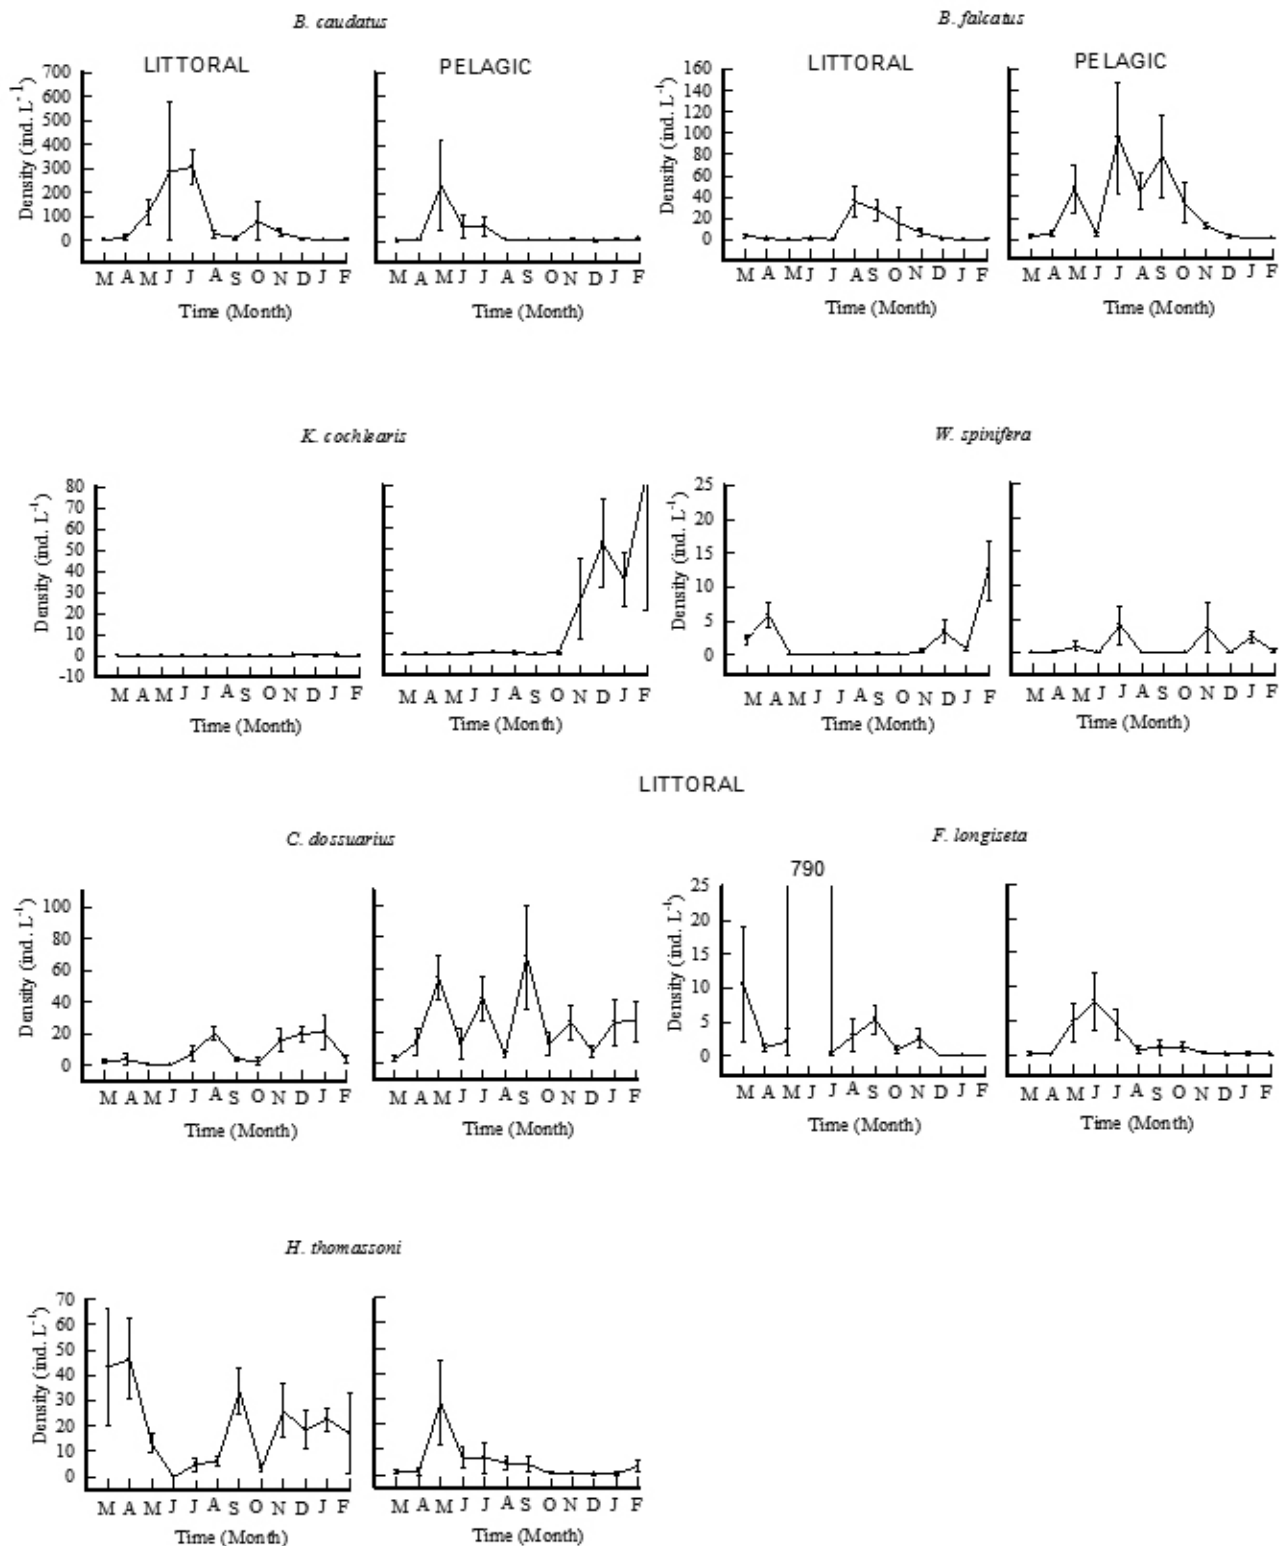 B. caudatus
B. falcatus
LITTORAL
PELAGIC
LITTORAL
PELAGIC
700
600
500
400
300
200
100
0
Density (ind. L⁻¹)
M A M J J A S O N D J F
Time (Month)
M A M J J A S O N D J F
Time (Month)
160
140
120
100
80
60
40
20
0
Density (ind. L⁻¹)
M A M J J A S O N D J F
Time (Month)
M A M J J A S O N D J F
Time (Month)
K. cochlearis
W. spinifera
80
70
60
50
40
30
20
10
0
-10
Density (ind. L⁻¹)
M A M J J A S O N D J F
Time (Month)
M A M J J A S O N D J F
Time (Month)
25
20
15
10
5
0
Density (ind. L⁻¹)
M A M J J A S O N D J F
Time (Month)
M A M J J A S O N D J F
Time (Month)
LITTORAL
C. dossuarius
F. longiseta
100
80
60
40
20
0
Density (ind. L⁻¹)
M A M J J A S O N D J F
Time (Month)
M A M J J A S O N D J F
Time (Month)
790
25
20
15
10
5
0
Density (ind. L⁻¹)
M A M J J A S O N D J F
Time (Month)
M A M J J A S O N D J F
Time (Month)
H. thomassoni
70
60
50
40
30
20
10
0
Density (ind. L⁻¹)
M A M J J A S O N D J F
Time (Month)
M A M J J A S O N D J F
Time (Month)